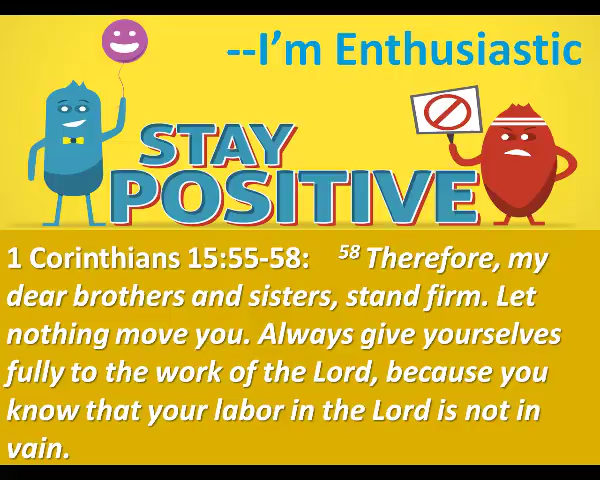 --I’m Enthusiastic
STAY
POSITIVE
1 Corinthians 15:55-58: 58 Therefore, my
dear brothers and sisters, stand firm. Let
nothing move you. Always give yourselves
fully to the work of the Lord, because you
know that your labor in the Lord is not in
vain.